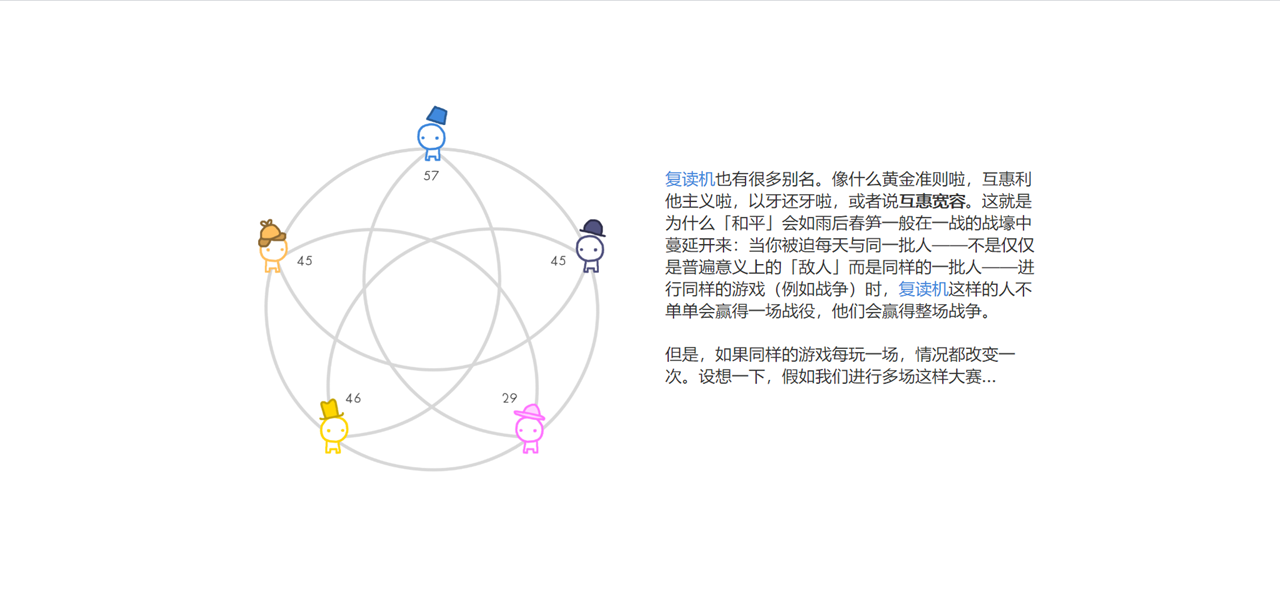 57
45
45
46
29
复读机也有很多别名。像什么黄金准则啦，互惠利
他主义啦，以牙还牙啦，或者说互惠宽容。这就是
为什么「和平」会如雨后春笋一般在一战的战壕中
蔓延开来：当你被迫每天与同一批人——不是仅仅
是普遍意义上的「敌人」而是同样的一批人——进
行同样的游戏（例如战争）时，复读机这样的人不
单单会赢得一场战役，他们会赢得整场战争。
但是，如果同样的游戏每玩一场，情况都改变一
次。设想一下，假如我们进行多场这样大赛...